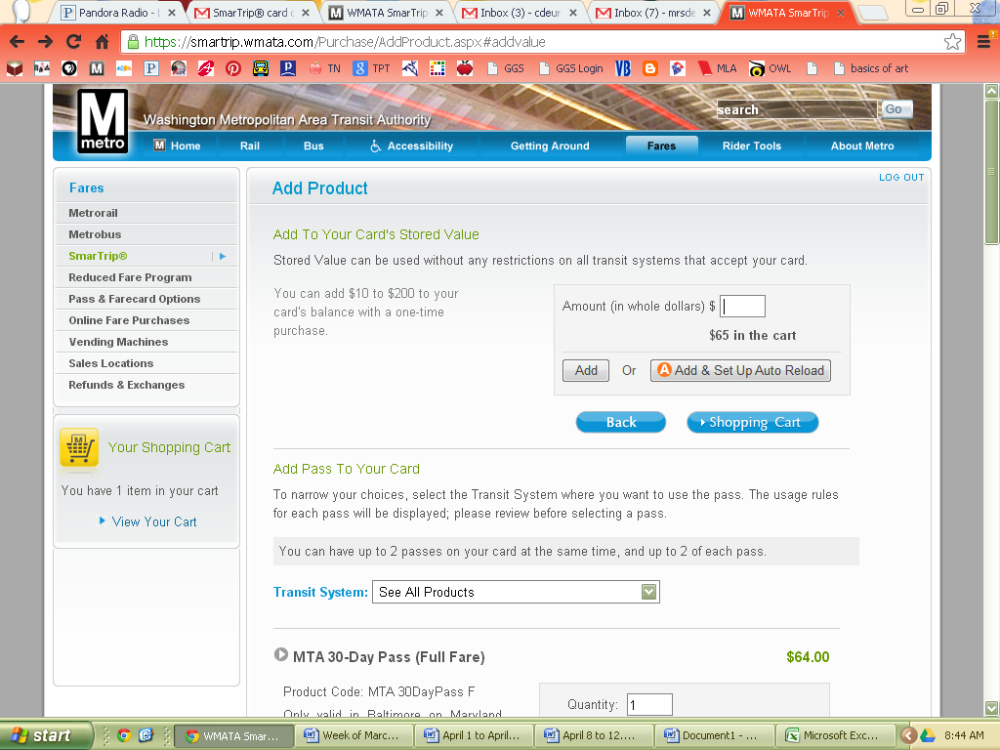 Pandora Radio - L
SmarTrip® card c
WMATA SmarTrip
Inbox (3) - cdeur
Inbox (7) - mrsde
WMATA SmarTrip
https://smartrip.wmata.com/Purchase/AddProduct.aspx#addvalue
TN
TPT
GGS
GGS Login
MLA
OWL
basics of art
M
metro
Washington Metropolitan Area Transit Authority
search
Go
Home
Rail
Bus
Accessibility
Getting Around
Fares
Rider Tools
About Metro
Fares
Metrorail
Metrobus
SmarTrip®
Reduced Fare Program
Pass & Farecard Options
Online Fare Purchases
Vending Machines
Sales Locations
Refunds & Exchanges
Your Shopping Cart
You have 1 item in your cart
View Your Cart
LOG OUT
Add Product
Add To Your Card's Stored Value
Stored Value can be used without any restrictions on all transit systems that accept your card.
You can add $10 to $200 to your
card's balance with a one-time
purchase.
Amount (in whole dollars) $
$65 in the cart
Add
Or
Add & Set Up Auto Reload
Back
Shopping Cart
Add Pass To Your Card
To narrow your choices, select the Transit System where you want to use the pass. The usage rules
for each pass will be displayed; please review before selecting a pass.
You can have up to 2 passes on your card at the same time, and up to 2 of each pass.
Transit System: See All Products
MTA 30-Day Pass (Full Fare)
$64.00
Product Code: MTA 30DayPass F
Only valid in Baltimore on Maryland
Quantity: 1
start
WMATA Smar...
Week of Marc...
April 1 to April...
April 8 to 12....
Document1 - ...
Microsoft Exc...
8:44 AM